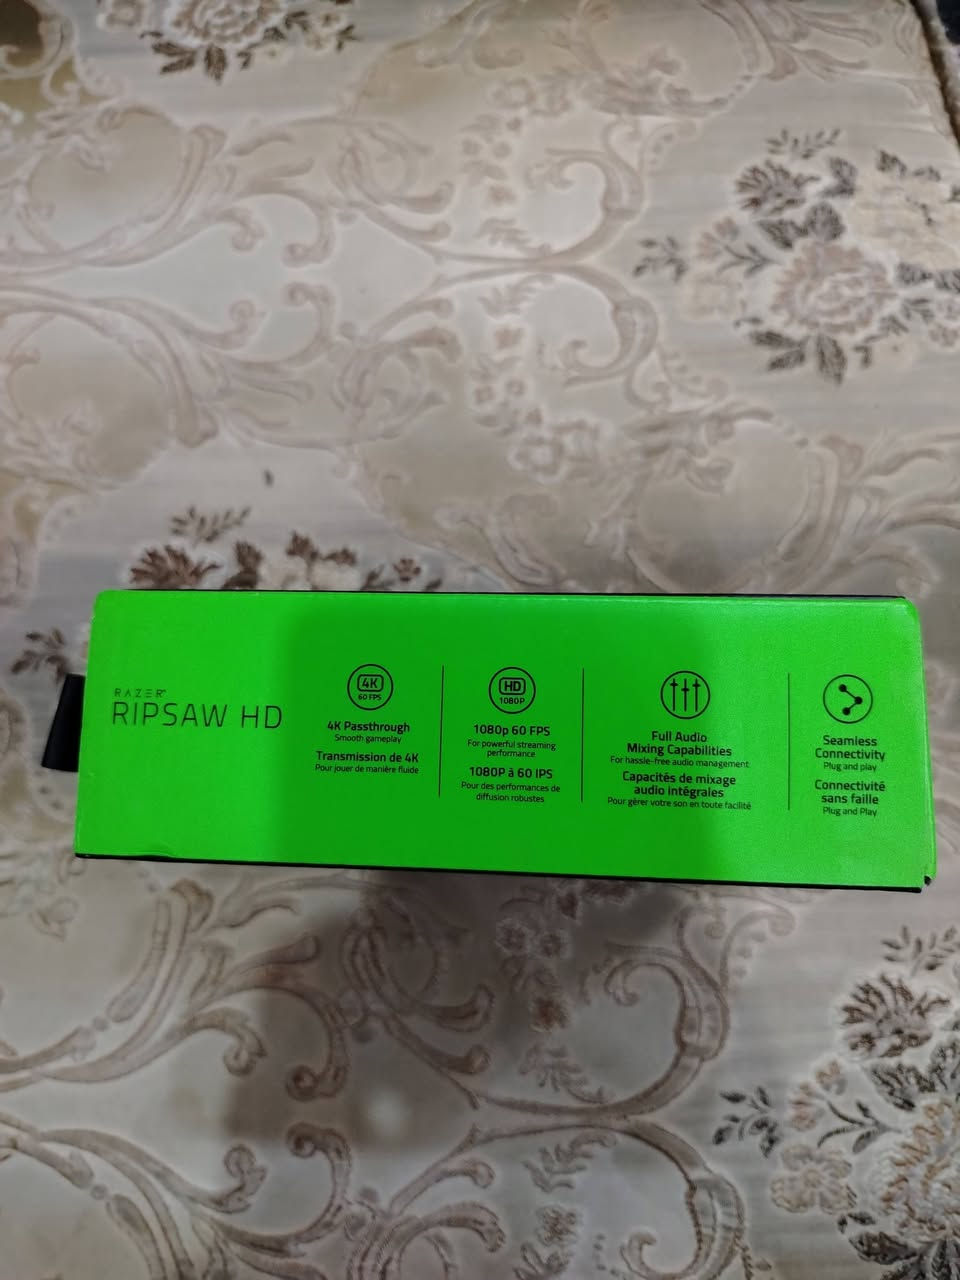 RAZER™
RIPSAW HD
4K
60 FPS
4K Passthrough
Smooth gameplay
Transmission de 4K
Pour jouer de manière fluide
HD
1080P
1080p 60 FPS
For powerful streaming
performance
1080P à 60 IPS
Pour des performances de
diffusion robustes
Full Audio
Mixing Capabilities
For hassle-free audio management
Capacités de mixage
audio intégrales
Pour gérer votre son en toute facilité
Seamless
Connectivity
Plug and play
Connectivité
sans faille
Plug and Play